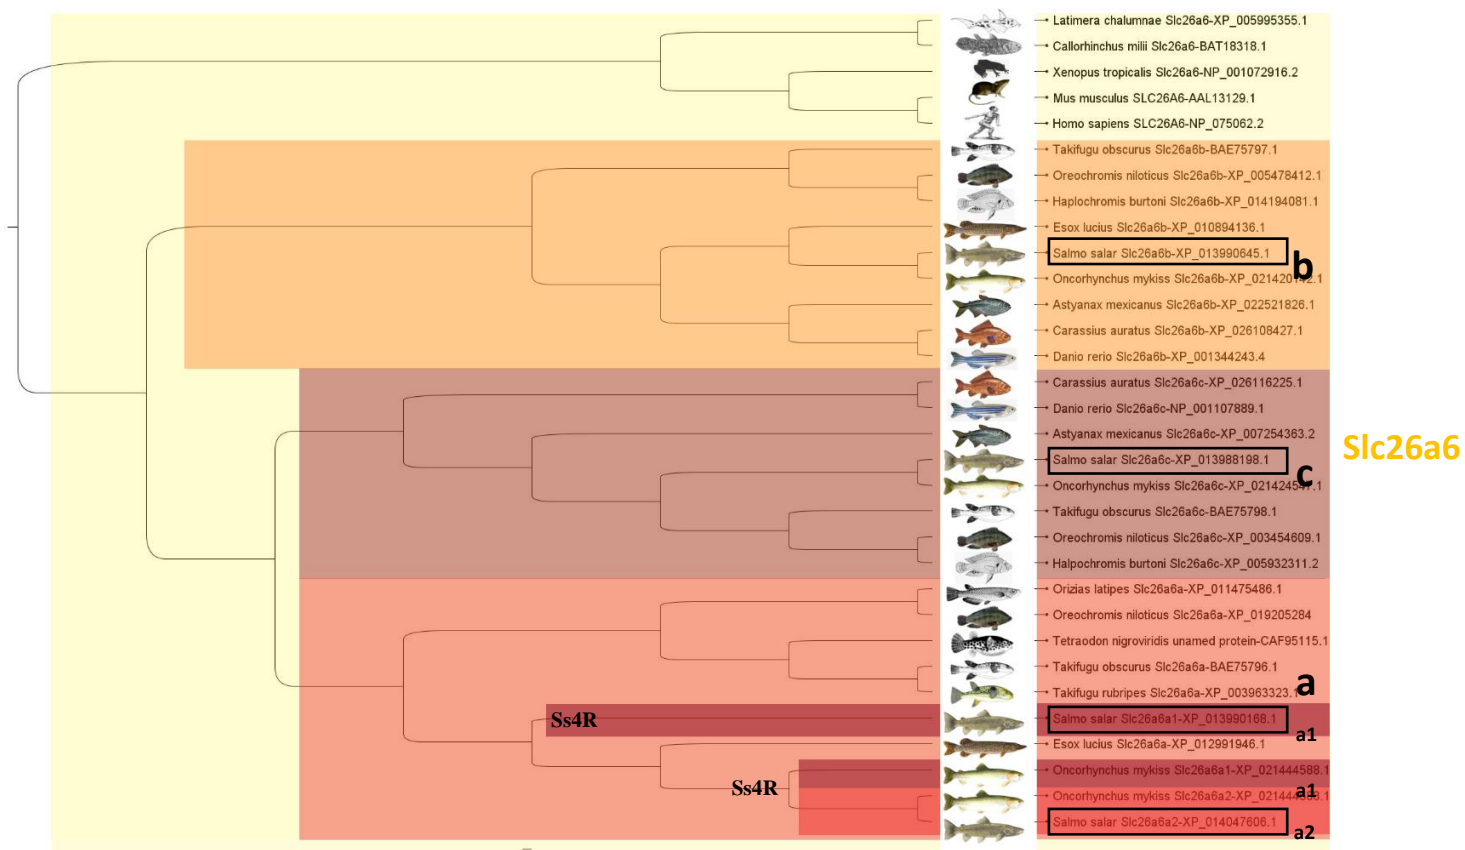 Latimera chalumnae Slc26a6-XP_005995355.1
Callorhinchus milii Slc26a6-BAT18318.1
Xenopus tropicalis Slc26a6-NP_001072916.2
Mus musculus SLC26A6-AAL13129.1
Homo sapiens SLC26A6-NP_075062.2
Takifugu obscurus Slc26a6b-BAE75797.1
Oreochromis niloticus Slc26a6b-XP_005478412.1
Haplochromis burtoni Slc26a6b-XP_014194081.1
Esox lucius Slc26a6b-XP_010894136.1
Salmo salar Slc26a6b-XP_013990645.1
b
Oncorhynchus mykiss
Astyanax mexicanus Slc26a6b-XP_022521826.1
Carassius auratus Slc26a6b-XP_026108427.1
Danio rerio Slc26a6b-XP_001344243.4
Carassius auratus Slc26a6c-XP_026116225.1
Danio rerio Slc26a6c-NP_001107889.1
Astyanax mexicanus Slc26a6c-XP_007254363.2
Slc26a6
Salmo salar Slc26a6c-XP_013988198.1
c
Oncorhynchus mykiss
Takifugu obscurus Slc26a6c-BAE75798.1
Oreochromis niloticus Slc26a6c-XP_003454609.1
Halpochromis burtoni Slc26a6c-XP_005932311.2
Orizias latipes Slc26a6a-XP_011475486.1
Oreochromis niloticus Slc26a6a-XP_019205284
Tetraodon nigroviridis unamed protein-CAF95115.1
Takifugu obscurus Slc26a6a-BAE75796.1
a
Takifugu rubripes Slc26a6a-XP_003963323.1
Ss4R
Salmo salar Slc26a6a1-XP_013990168.1
a1
Esox lucius Slc26a6a-XP_012991946.1
Oncorhynchus mykiss Slc26a6a1-XP_021444588.1
Ss4R
a1
Oncorhynchus mykiss
Salmo salar Slc26a6a2-XP_014047606.1
a2